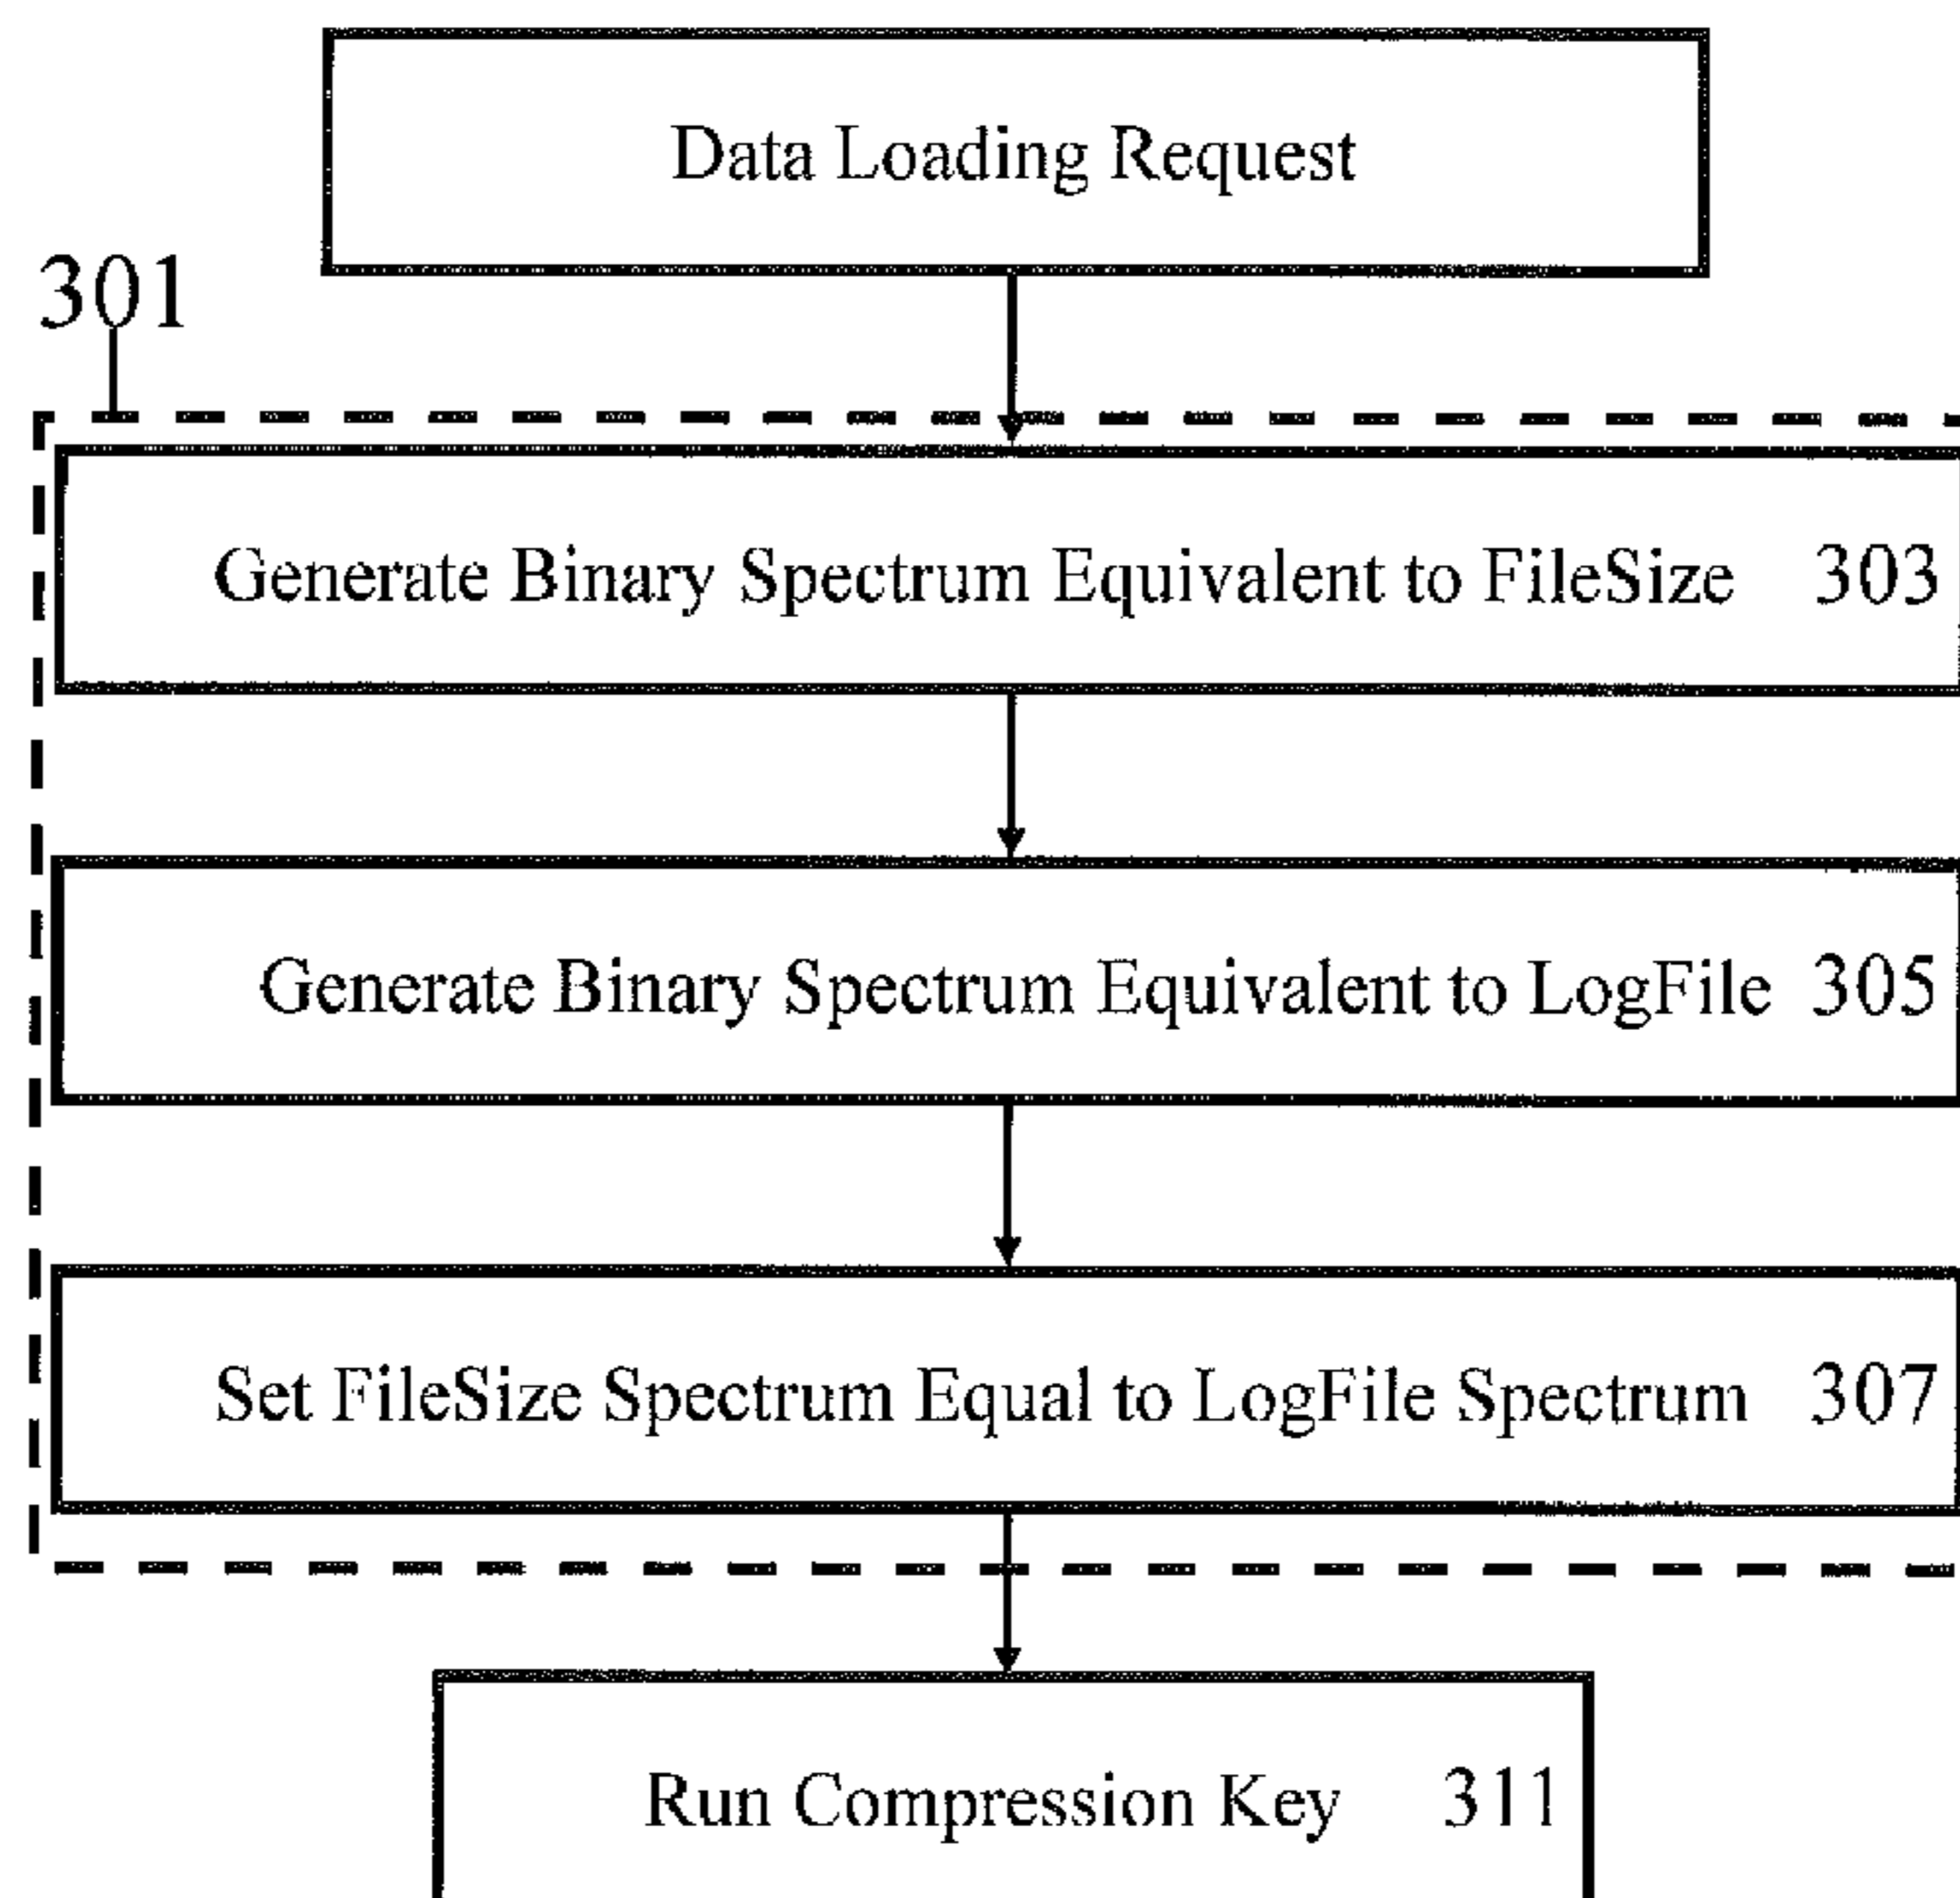 Data Loading Request
301
Generate Binary Spectrum Equivalent to FileSize 303
Generate Binary Spectrum Equivalent to LogFile 305
Set FileSize Spectrum Equal to LogFile Spectrum 307
Run Compression Key 311